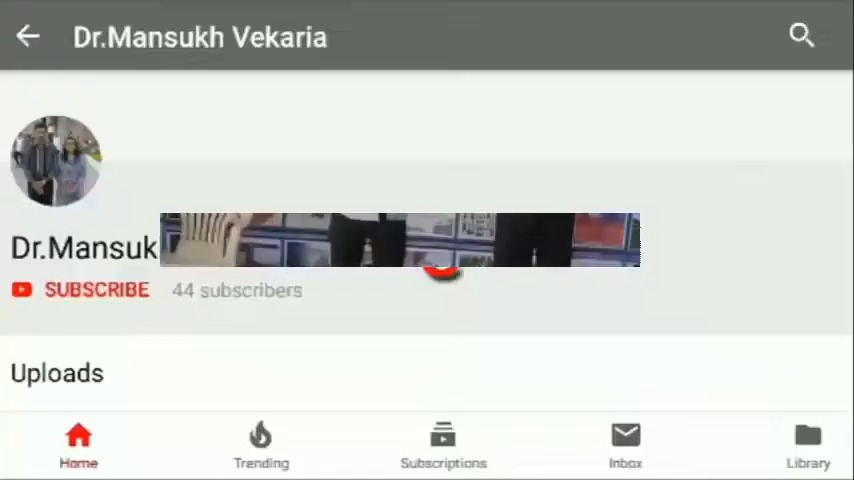 Dr.Mansukh Vekaria
Dr.Mansuk
SUBSCRIBE 44 subscribers
Uploads
Home Trending Subscriptions Inbox Library